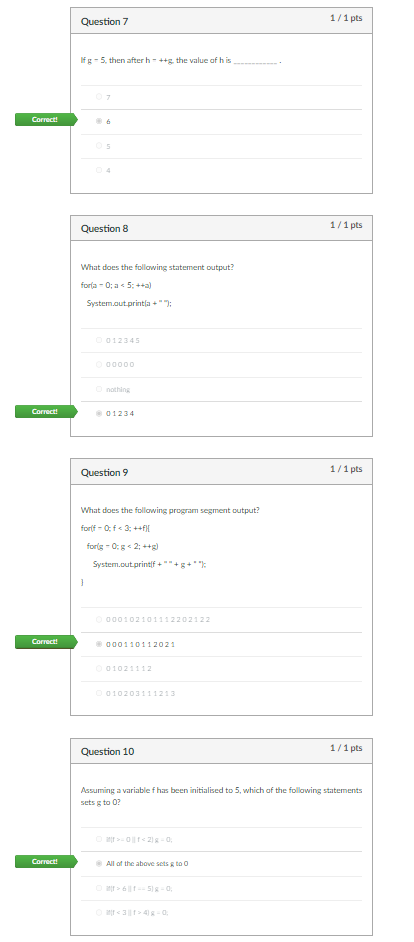 Question 7
1 / 1 pts
If g = 5, then after h = ++g, the value of h is ____________ .
7
Correct!
6
5
4
Question 8
1 / 1 pts
What does the following statement output?
for(a = 0; a < 5; ++a)
System.out.print(a + " ");
0 1 2 3 4 5
0 0 0 0 0
nothing
Correct!
0 1 2 3 4
Question 9
1 / 1 pts
What does the following program segment output?
for(f = 0; f < 3; ++f){
for(g = 0; g < 2; ++g)
System.out.print(f + " " + g + " ");
}
0 0 0 1 0 2 1 0 1 1 1 2 2 0 2 1 2 2
Correct!
0 0 0 1 1 0 1 1 2 0 2 1
0 1 0 2 1 1 1 2
0 1 0 2 0 3 1 1 1 2 1 3
Question 10
1 / 1 pts
Assuming a variable f has been initialised to 5, which of the following statements
sets g to 0?
if(f >= 0 || f < 2) g = 0;
Correct!
All of the above sets g to 0
if(f > 6 || f == 5) g = 0;
if(f < 3 || f > 4) g = 0;